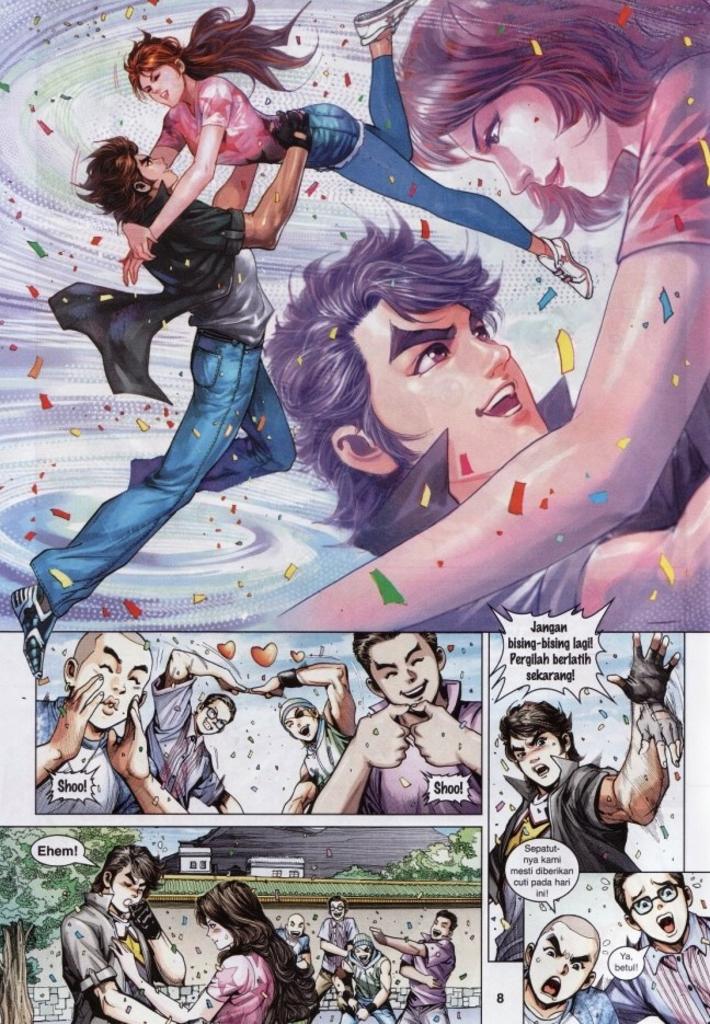 Shoo!
Shoo!
Jangan
bising-bising lagi!
Pergilah berlatih
sekarang!
Ehem!
Sepatut-
nya kami
mesti diberikan
cuti pada hari
ini!
Ya,
betul!
8